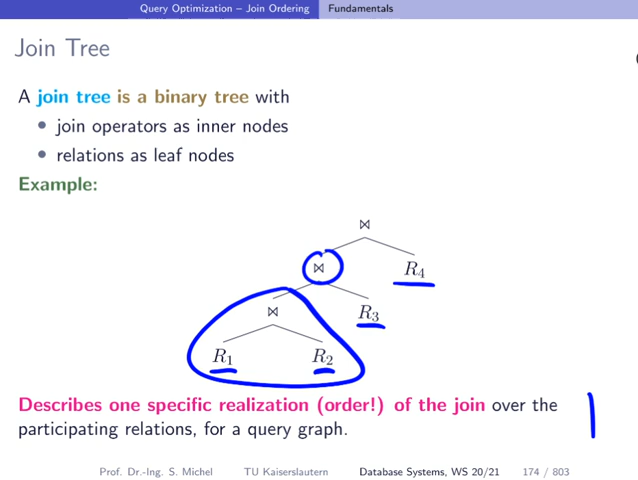 Query Optimization – Join Ordering Fundamentals
Join Tree
A join tree is a binary tree with
• join operators as inner nodes
• relations as leaf nodes
Example:
⋈
⋈ R4
⋈ R3
R1 R2
Describes one specific realization (order!) of the join over the
participating relations, for a query graph.
Prof. Dr.-Ing. S. Michel TU Kaiserslautern Database Systems, WS 20/21 174 / 803